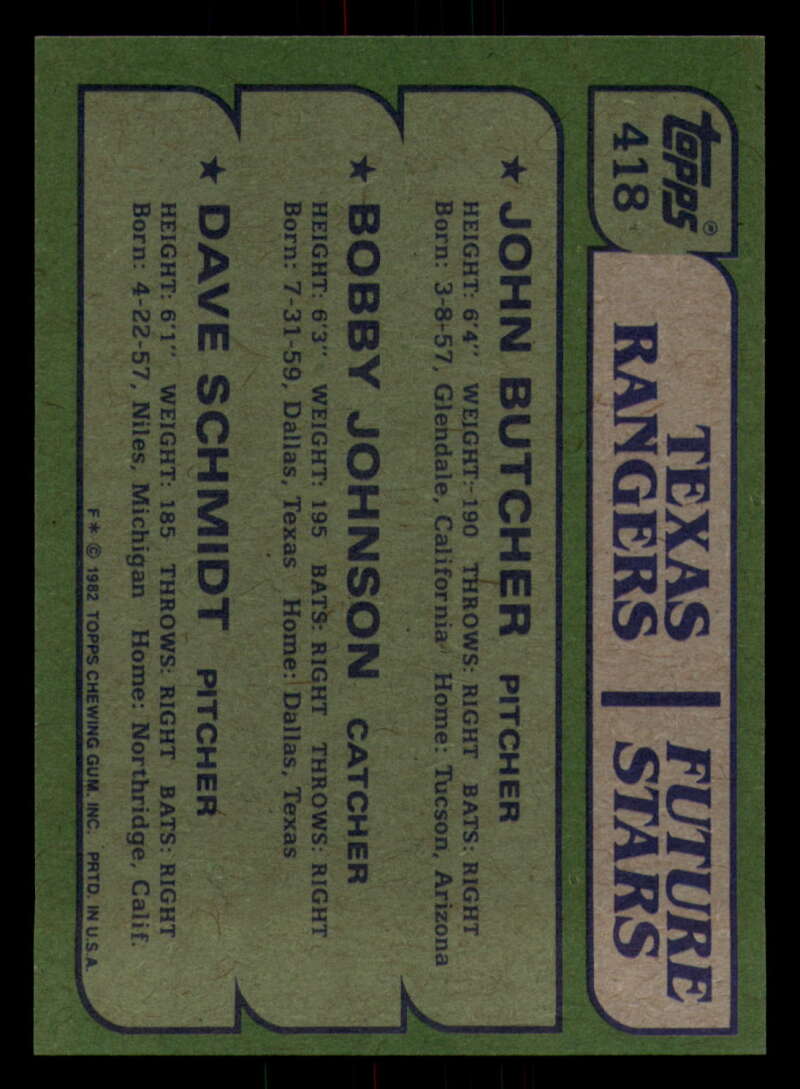 topps®
418
TEXAS RANGERS
FUTURE STARS
★ JOHN BUTCHER PITCHER
HEIGHT: 6'4" WEIGHT: 190 THROWS: RIGHT BATS: RIGHT
Born: 3-8-57, Glendale, California Home: Tucson, Arizona
★ BOBBY JOHNSON CATCHER
HEIGHT: 6'3" WEIGHT: 195 BATS: RIGHT THROWS: RIGHT
Born: 7-31-59, Dallas, Texas Home: Dallas, Texas
★ DAVE SCHMIDT PITCHER
HEIGHT: 6'1" WEIGHT: 185 THROWS: RIGHT BATS: RIGHT
Born: 4-22-57, Niles, Michigan Home: Northridge, Calif.
F* © 1982 TOPPS CHEWING GUM. INC. PRTD. IN U.S.A.